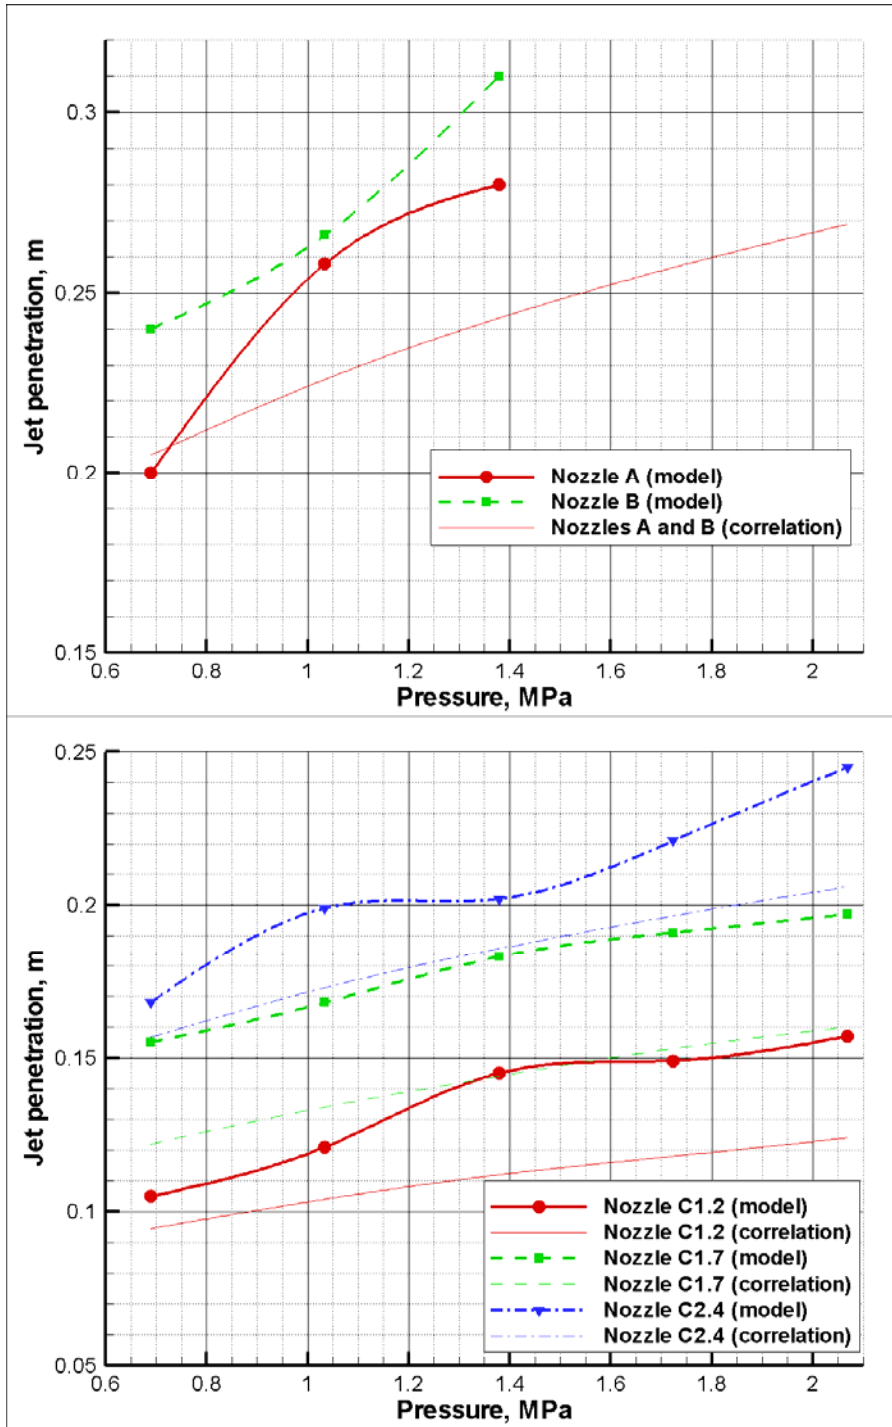 0.3
0.25
0.2
0.15
Jet penetration, m
Nozzle A (model)
Nozzle B (model)
Nozzles A and B (correlation)
0.6 0.8 1 1.2 1.4 1.6 1.8 2
Pressure, MPa
0.25
0.2
0.15
0.1
0.05
Jet penetration, m
Nozzle C1.2 (model)
Nozzle C1.2 (correlation)
Nozzle C1.7 (model)
Nozzle C1.7 (correlation)
Nozzle C2.4 (model)
Nozzle C2.4 (correlation)
0.6 0.8 1 1.2 1.4 1.6 1.8 2
Pressure, MPa